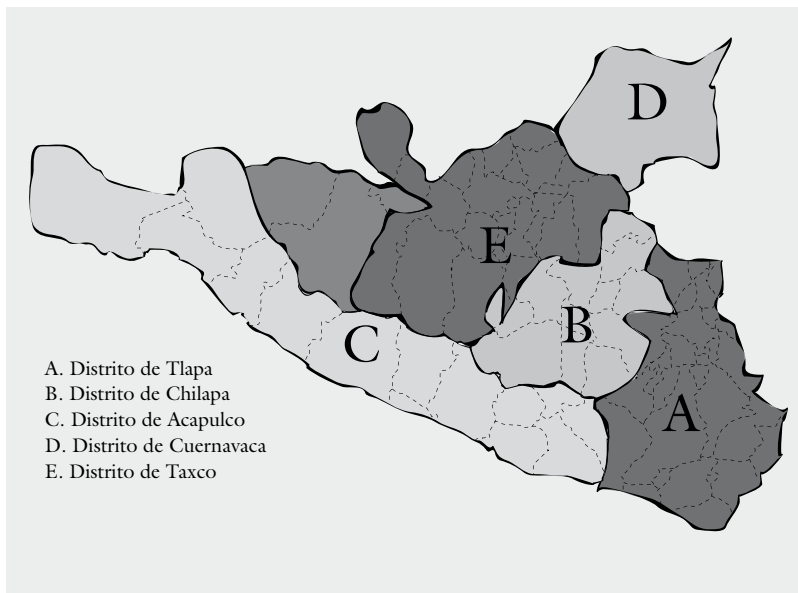 D
E
B
C
A
A. Distrito de Tlapa
B. Distrito de Chilapa
C. Distrito de Acapulco
D. Distrito de Cuernavaca
E. Distrito de Taxco